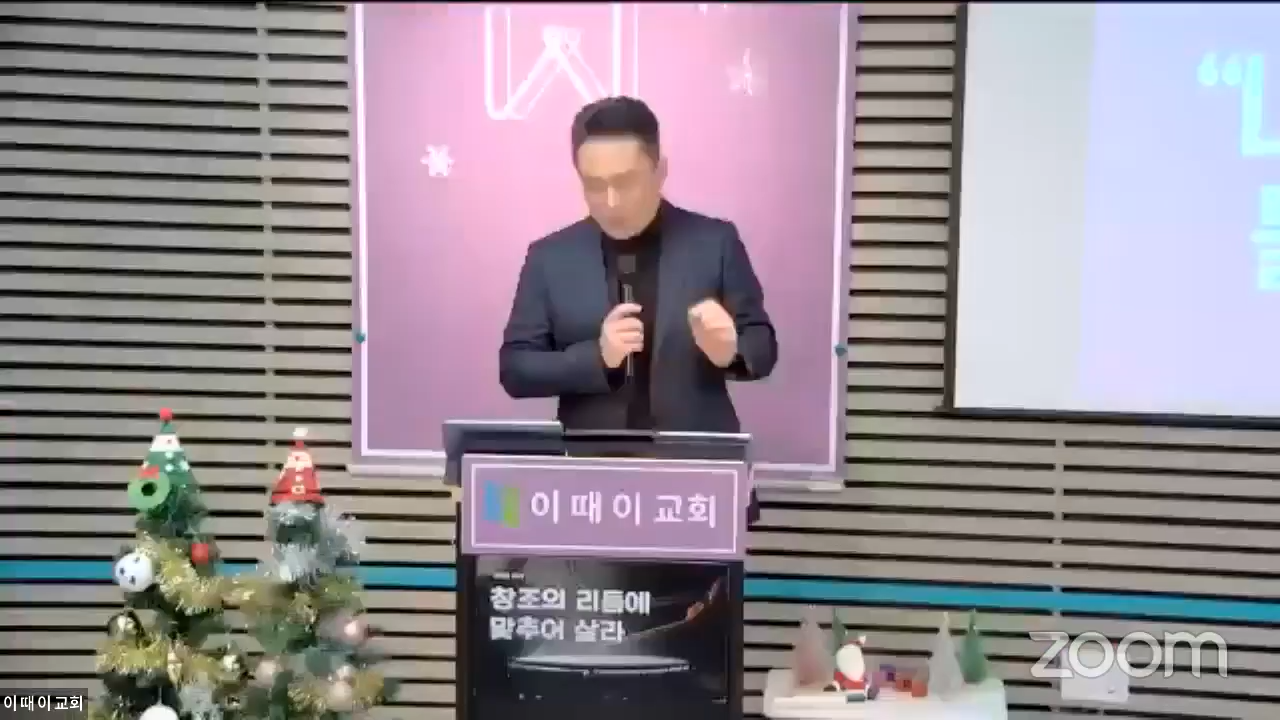 이 때 이 교회
창조의 리듬에
맞추어 살라
zoom
이 때 이 교회